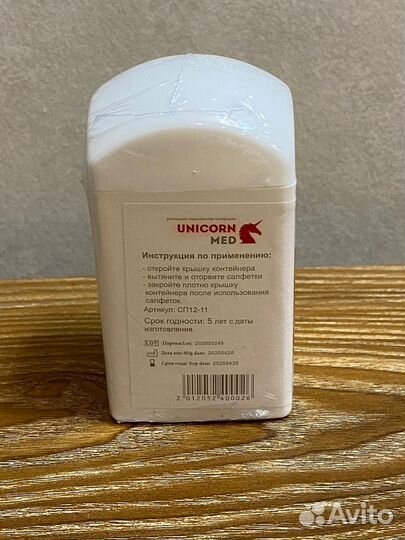 расходные медицинские материалы
UNICORN
MED
Инструкция по применению:
- откройте крышку контейнера
- вытяните и оторвите салфетки
- закройте плотно крышку
контейнера после использования
салфеток.
Артикул: СП12-11
Срок годности: 5 лет с даты
изготовления.
LOT Партия/Lot: 202003249
Дата изг/Mfg date: 20200420
Срок годн/ Exp date: 20250420
2 012052 400026
Avito